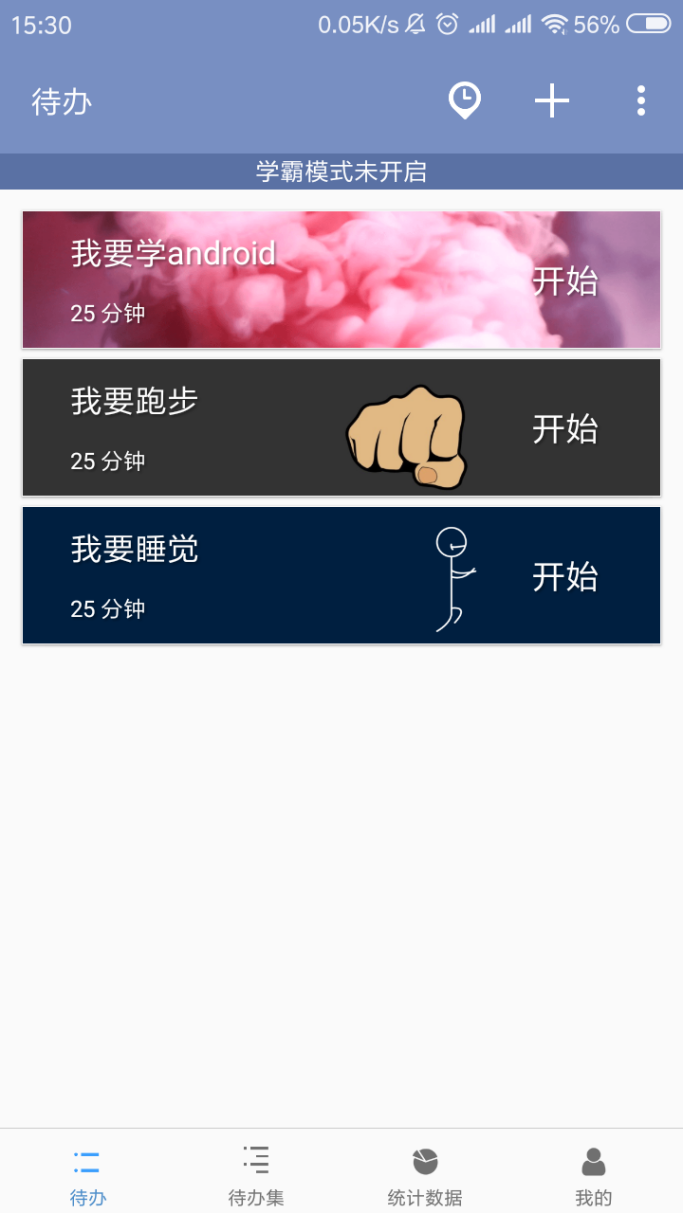 15:30
0.05K/s
56%
待办
学霸模式未开启
我要学android
开始
25 分钟
我要跑步
开始
25 分钟
我要睡觉
开始
25 分钟
待办
待办集
统计数据
我的